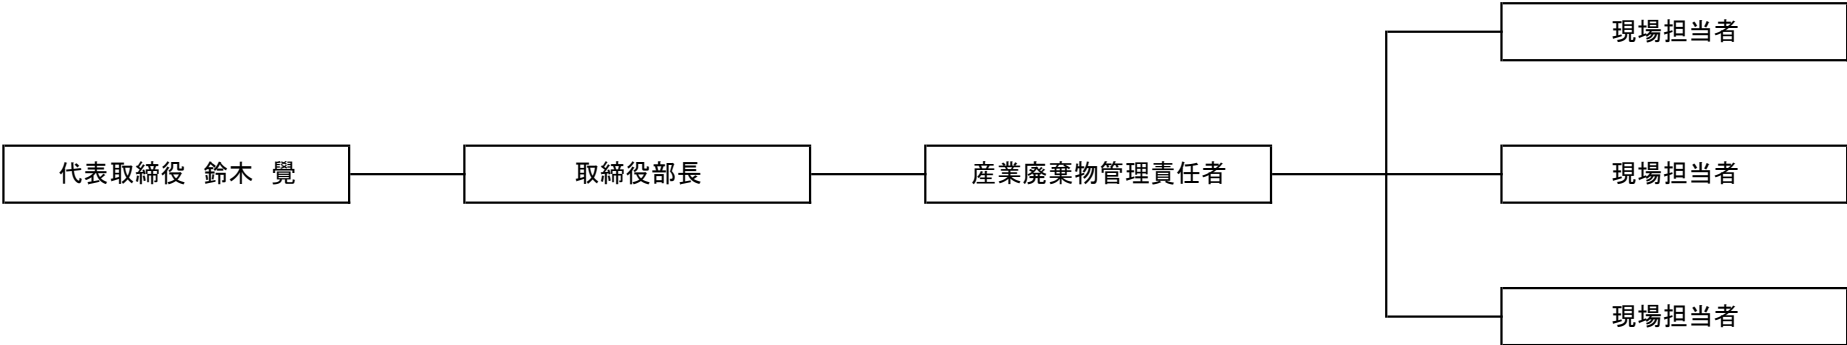 現場担当者
代表取締役　鈴木　覺
取締役部長
産業廃棄物管理責任者
現場担当者
現場担当者